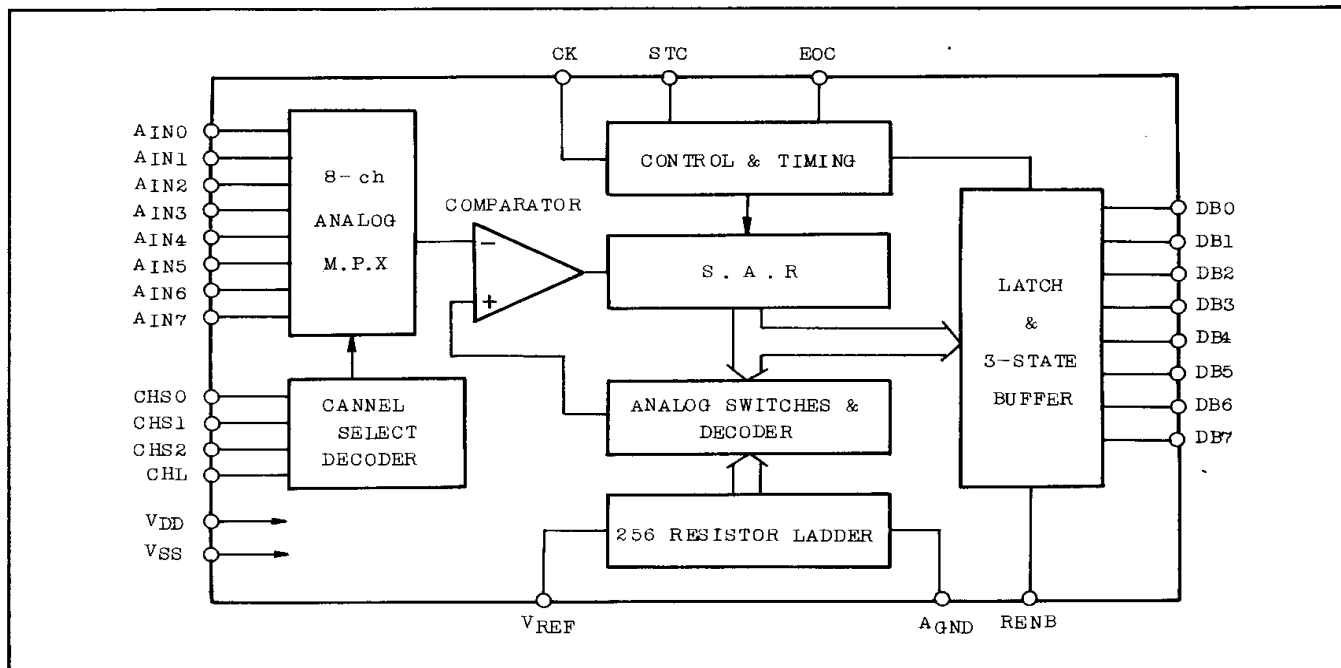 CK STC EOC
AIN0
AIN1
AIN2
AIN3
AIN4
AIN5
AIN6
AIN7
8-ch
ANALOG
M.P.X
COMPARATOR
−
+
CONTROL & TIMING
S.A.R
LATCH
&
3-STATE
BUFFER
DB0
DB1
DB2
DB3
DB4
DB5
DB6
DB7
CHS0
CHS1
CHS2
CHL
CANNEL
SELECT
DECODER
ANALOG SWITCHES &
DECODER
VDD
VSS
256 RESISTOR LADDER
VREF AGND RENB